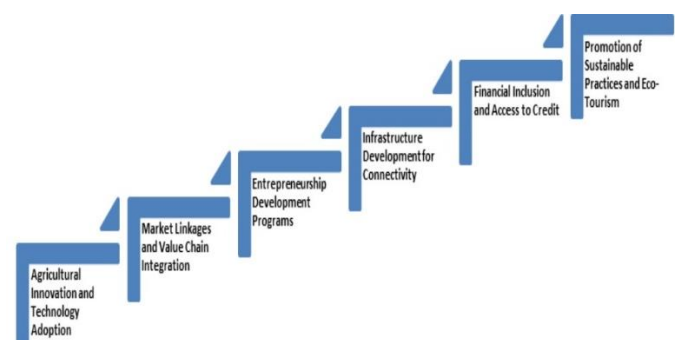 Agricultural
Innovation and
Technology
Adoption
Market Linkages
and Value Chain
Integration
Entrepreneurship
Development
Programs
Infrastructure
Development for
Connectivity
Financial Inclusion
and Access to Credit
Promotion of
Sustainable
Practices and Eco-
Tourism